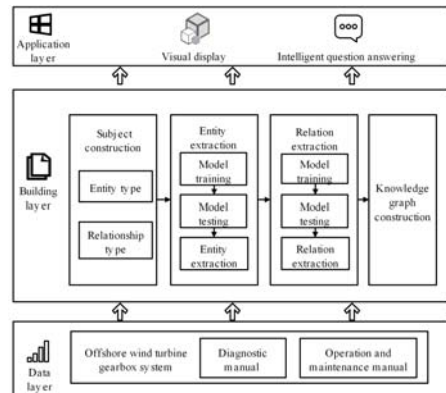 Application
layer
Visual display
Intelligent question answering
Building
layer
Subject
construction
Entity type
Relationship
type
Entity
extraction
Model
training
Model
testing
Entity
extraction
Relation
extraction
Model
training
Model
testing
Relation
extraction
Knowledge
graph
construction
Data
layer
Offshore wind turbine
gearbox system
Diagnostic
manual
Operation and
maintenance manual